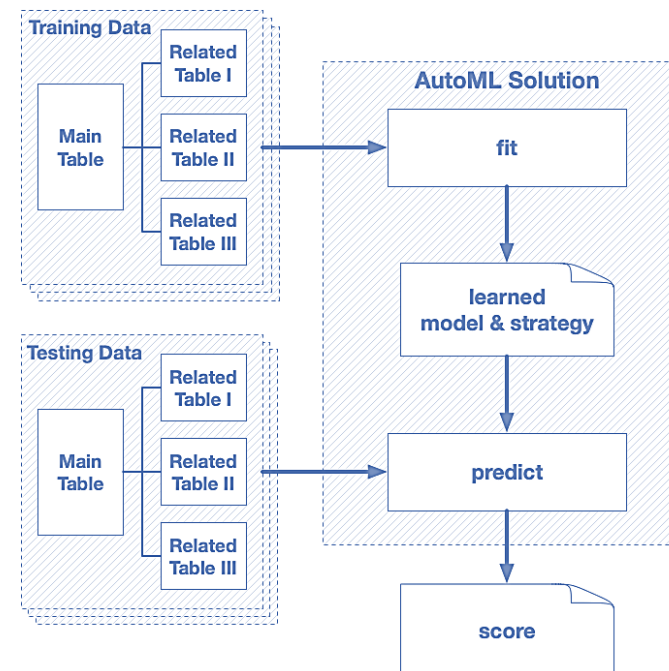 Training Data
Main
Table
Related
Table I
Related
Table II
Related
Table III
AutoML Solution
fit
learned
model & strategy
Testing Data
Main
Table
Related
Table I
Related
Table II
Related
Table III
predict
score